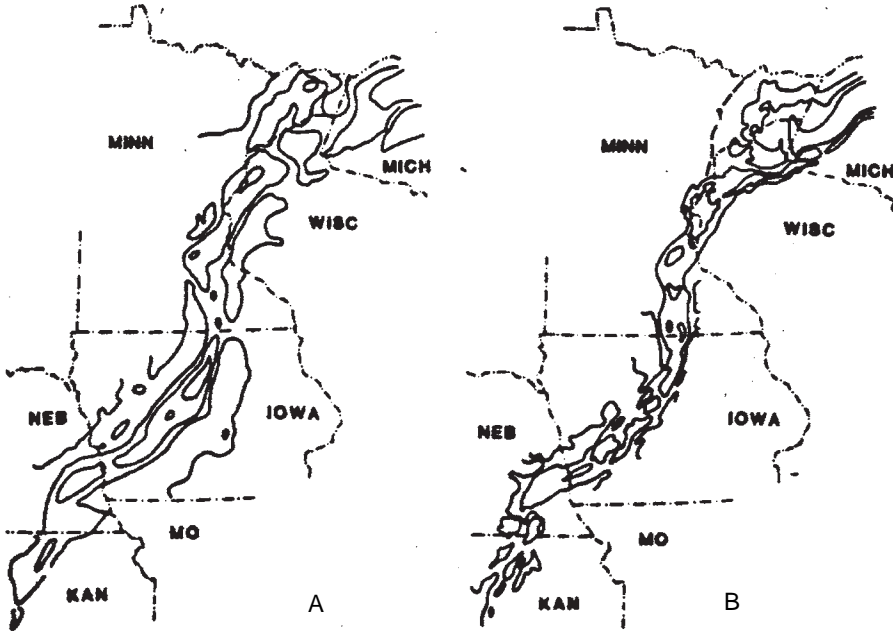 MINN
MICH
WISC
NEB
IOWA
MO
KAN
A
MINN
MICH
WISC
NEB
IOWA
MO
KAN
B